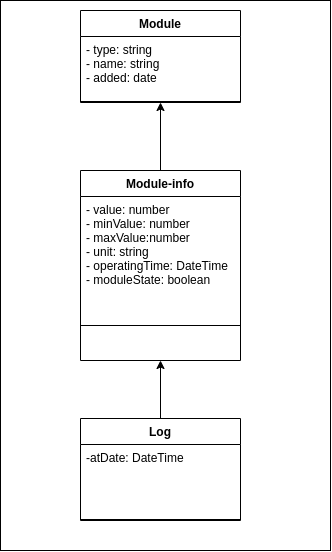 Module
- type: string
- name: string
- added: date
Module-info
- value: number
- minValue: number
- maxValue:number
- unit: string
- operatingTime: DateTime
- moduleState: boolean
Log
-atDate: DateTime